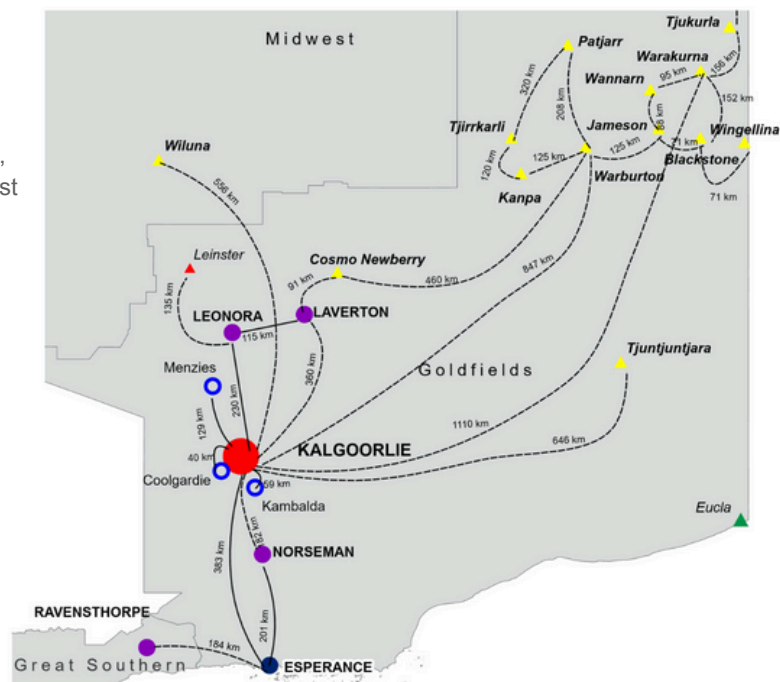 Midwest
Tjukurla
Patjarr
Warakurna
156 km
Wannarn
95 km
320 km
152 km
208 km
88 km
Tjirrkarli
Jameson
Wingellina
71 km
125 km
125 km
Blackstone
120 km
Warburton
Kanpa
71 km
,
st
Wiluna
556 km
Leinster
Cosmo Newberry
91 km
460 km
847 km
135 km
LEONORA
LAVERTON
115 km
Tjuntjuntjara
Menzies
360 km
Goldfields
230 km
129 km
1110 km
646 km
40 km
KALGOORLIE
Coolgardie
59 km
Kambalda
Eucla
383 km
NORSEMAN
RAVENSTHORPE
201 km
184 km
Great Southern
ESPERANCE